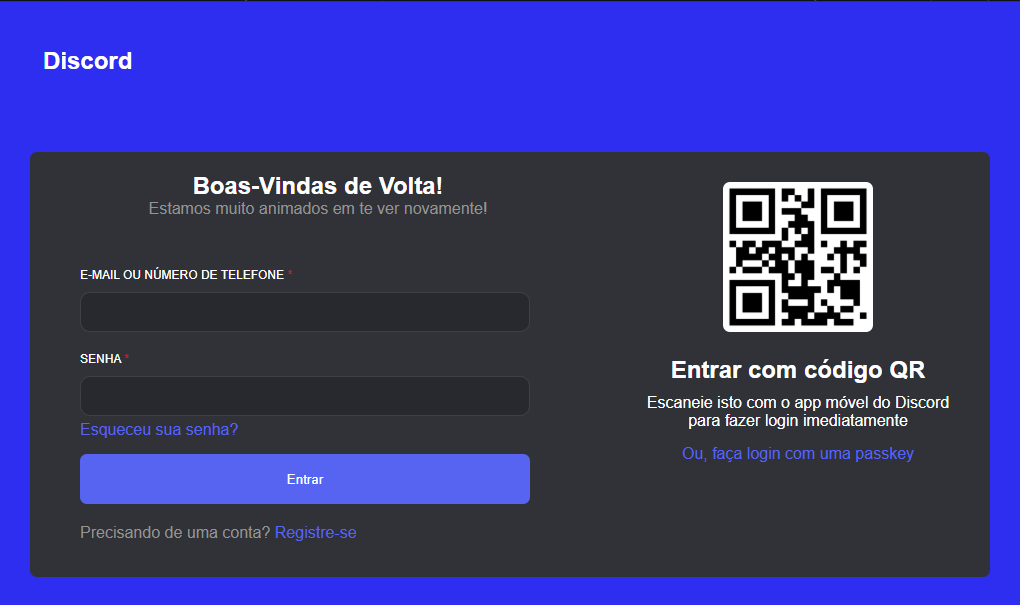 Discord
Boas-Vindas de Volta!
Estamos muito animados em te ver novamente!
E-MAIL OU NÚMERO DE TELEFONE *
SENHA *
Esqueceu sua senha?
Entrar
Precisando de uma conta? Registre-se
Entrar com código QR
Escaneie isto com o app móvel do Discord
para fazer login imediatamente
Ou, faça login com uma passkey